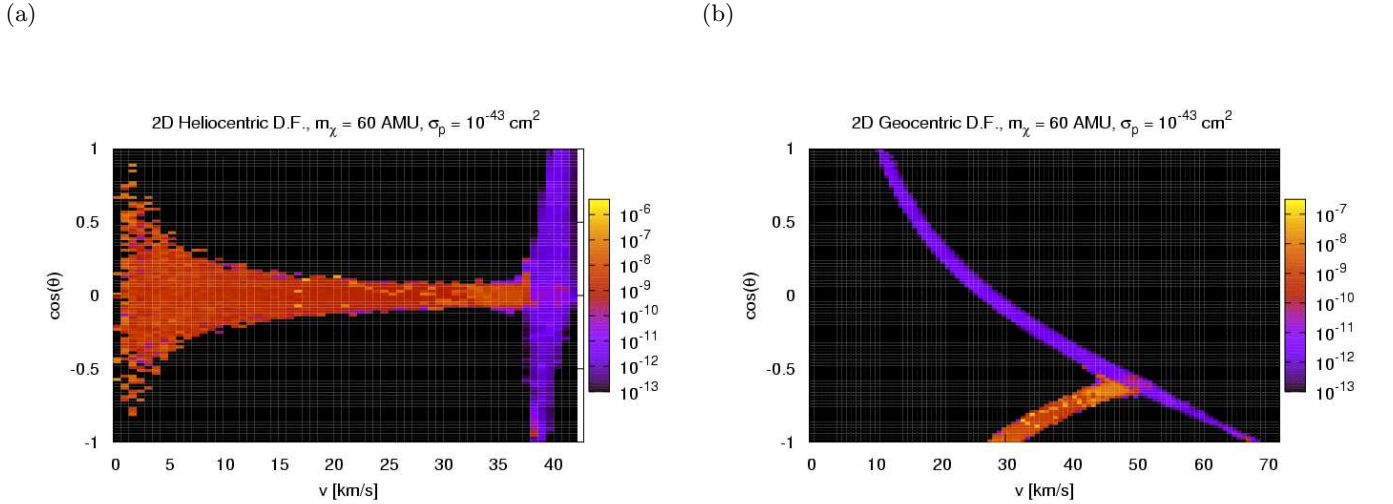 (a)
2D Heliocentric D.F., mχ = 60 AMU, σp = 10^-43 cm^2
1
0.5
0
-0.5
-1
cos(θ)
0 5 10 15 20 25 30 35 40
v [km/s]
10^-6
10^-7
10^-8
10^-9
10^-10
10^-11
10^-12
10^-13
(b)
2D Geocentric D.F., mχ = 60 AMU, σp = 10^-43 cm^2
1
0.5
0
-0.5
-1
cos(θ)
0 10 20 30 40 50 60 70
v [km/s]
10^-7
10^-8
10^-9
10^-10
10^-11
10^-12
10^-13